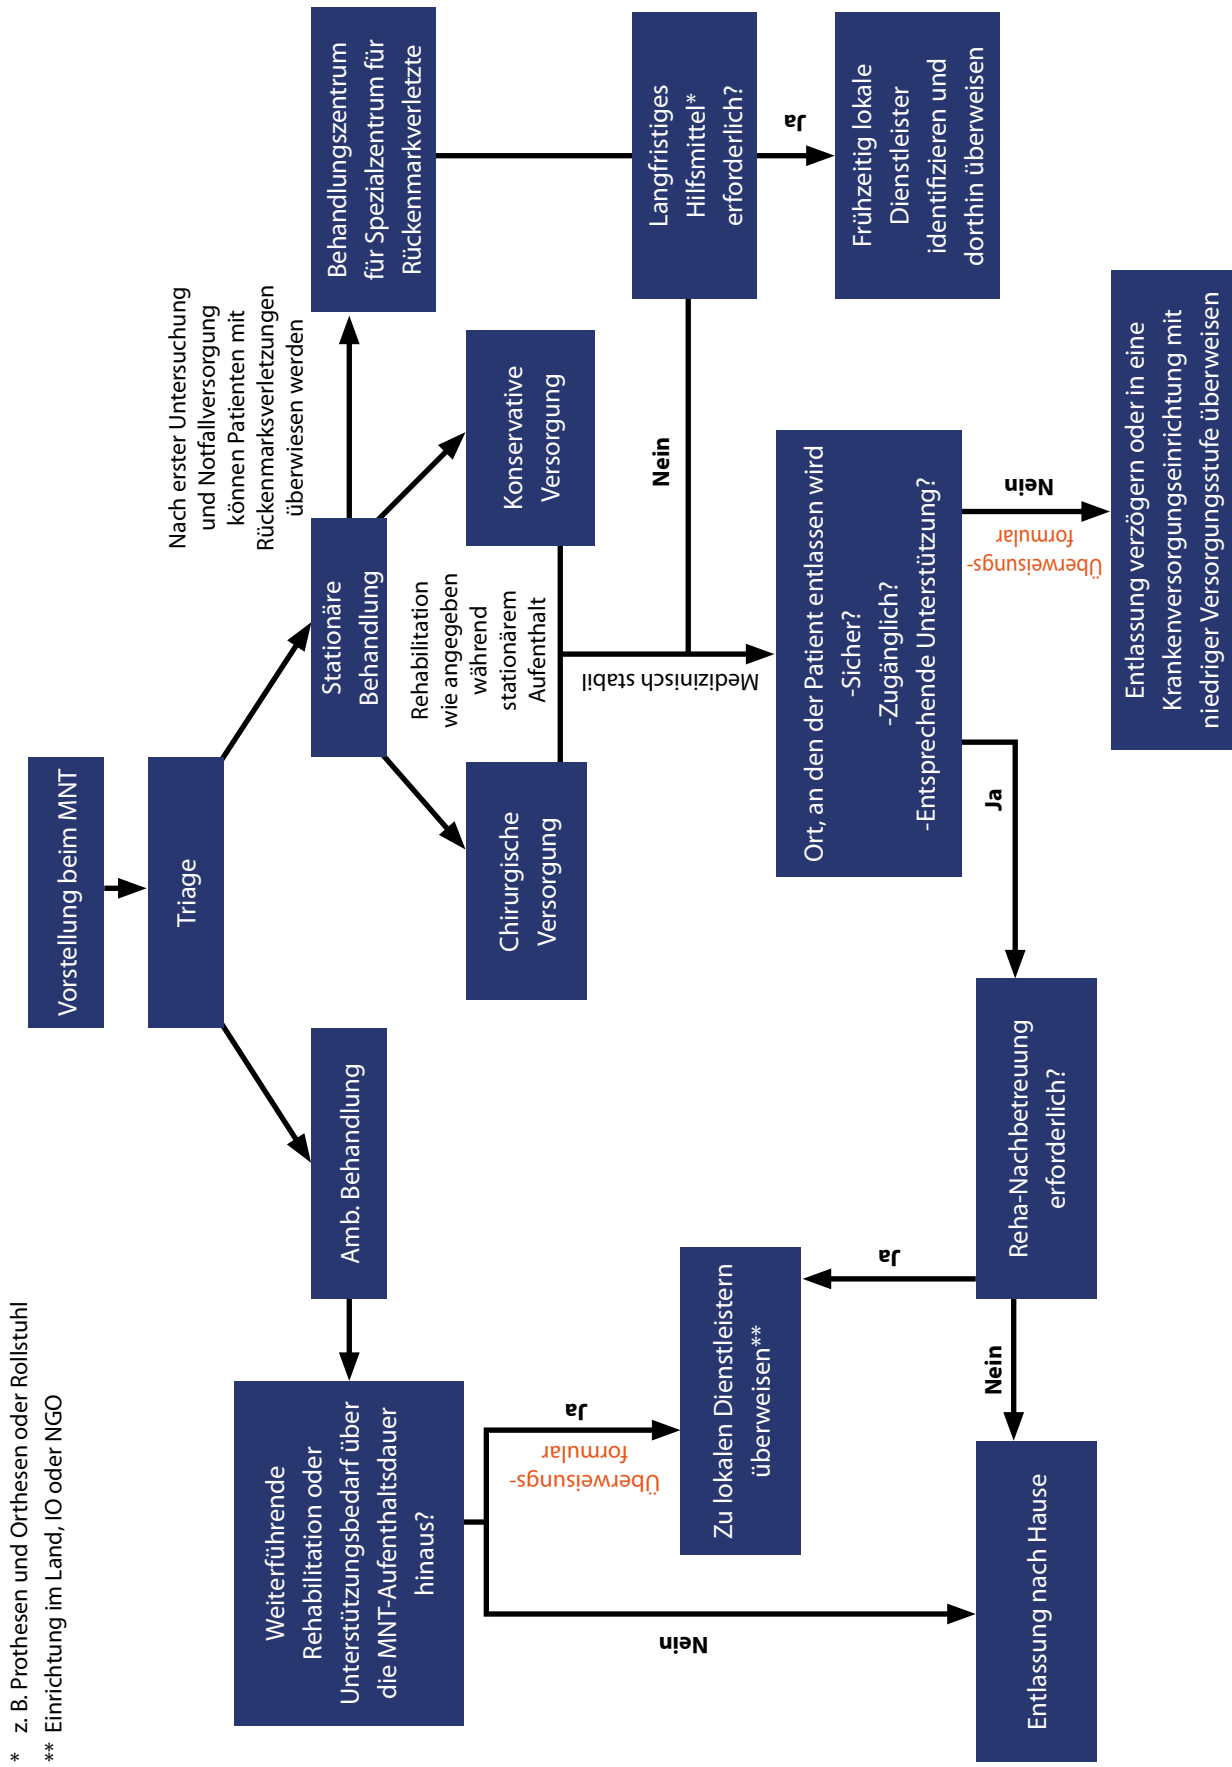 * z. B. Prothesen und Orthesen oder Rollstuhl
** Einrichtung im Land, IO oder NGO
Vorstellung beim MNT
Triage
Amb. Behandlung
Stationäre
Behandlung
Nach erster Untersuchung
und Notfallversorgung
können Patienten mit
Rückenmarksverletzungen
überwiesen werden
Behandlungszentrum
für Spezialzentrum für
Rückenmarkverletzte
Weiterführende
Rehabilitation oder
Unterstützungsbedarf über
die MNT-Aufenthaltsdauer
hinaus?
Chirurgische
Versorgung
Rehabilitation
wie angegeben
während
stationärem
Aufenthalt
Konservative
Versorgung
Langfristiges
Hilfsmittel*
erforderlich?
Nein
Ja
Überweisungs-
formular
Ja
Nein
Medizinisch stabil
Frühzeitig lokale
Dienstleister
identifizieren und
dorthin überweisen
Zu lokalen Dienstleistern
überweisen**
Ort, an den der Patient entlassen wird
-Sicher?
-Zugänglich?
-Entsprechende Unterstützung?
Ja
Ja
Überweisungs-
formular
Nein
Nein
Entlassung nach Hause
Reha-Nachbetreuung
erforderlich?
Entlassung verzögern oder in eine
Krankenversorgungseinrichtung mit
niedriger Versorgungsstufe überweisen